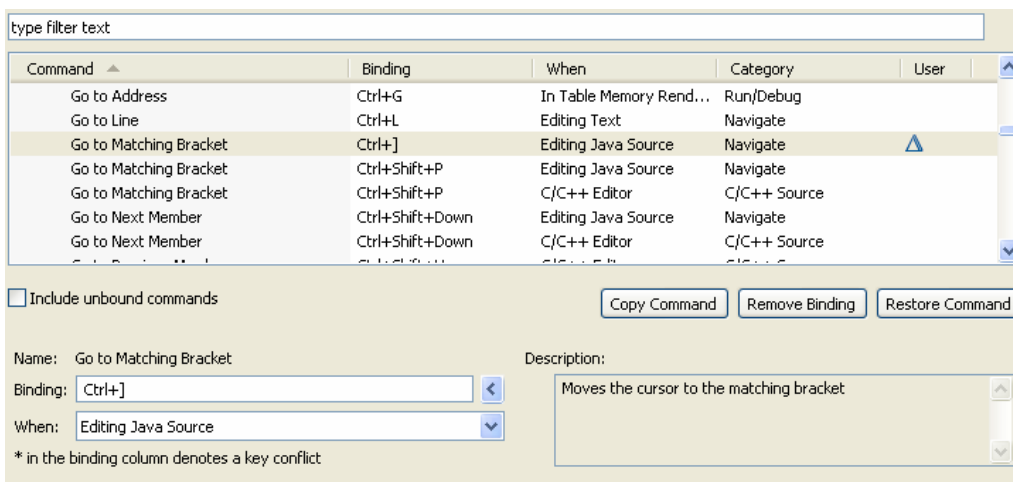 type filter text
Command Binding When Category User
Go to Address Ctrl+G In Table Memory Rend... Run/Debug
Go to Line Ctrl+L Editing Text Navigate
Go to Matching Bracket Ctrl+] Editing Java Source Navigate
Go to Matching Bracket Ctrl+Shift+P Editing Java Source Navigate
Go to Matching Bracket Ctrl+Shift+P C/C++ Editor C/C++ Source
Go to Next Member Ctrl+Shift+Down Editing Java Source Navigate
Go to Next Member Ctrl+Shift+Down C/C++ Editor C/C++ Source
Include unbound commands Copy Command Remove Binding Restore Command
Name: Go to Matching Bracket Description:
Binding: Ctrl+] Moves the cursor to the matching bracket
When: Editing Java Source
* in the binding column denotes a key conflict